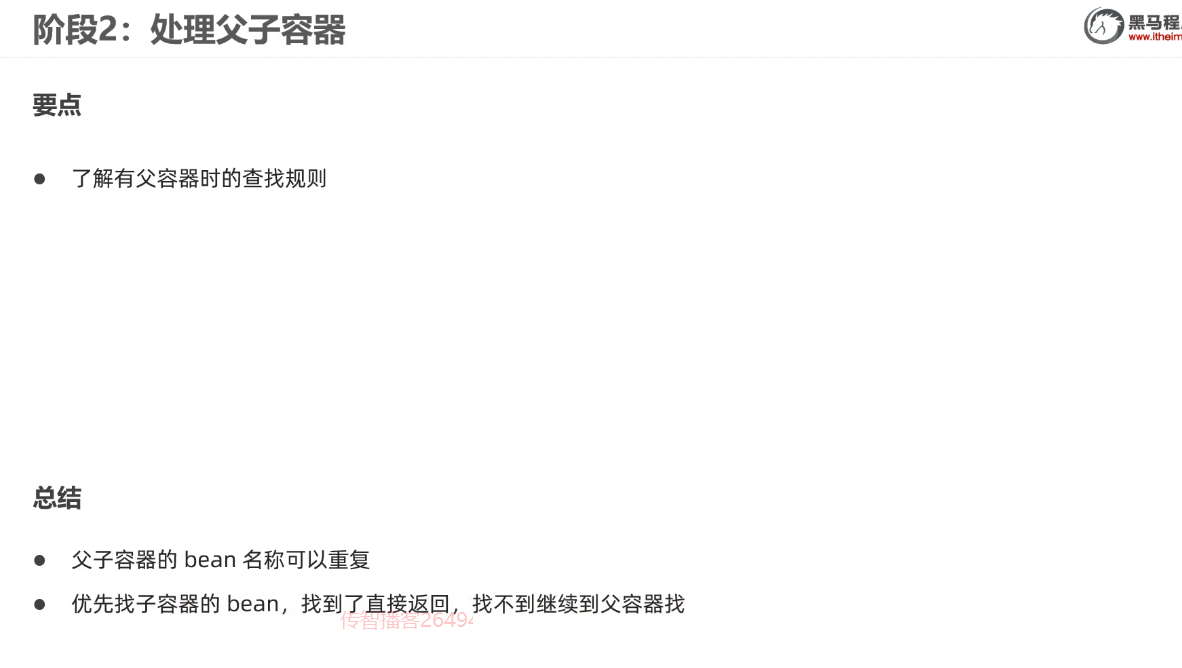 阶段2：处理父子容器
黑马程
www.itheim
要点
● 了解有父容器时的查找规则
总结
● 父子容器的 bean 名称可以重复
● 优先找子容器的 bean，找到了直接返回，找不到继续到父容器找
传智播客26494